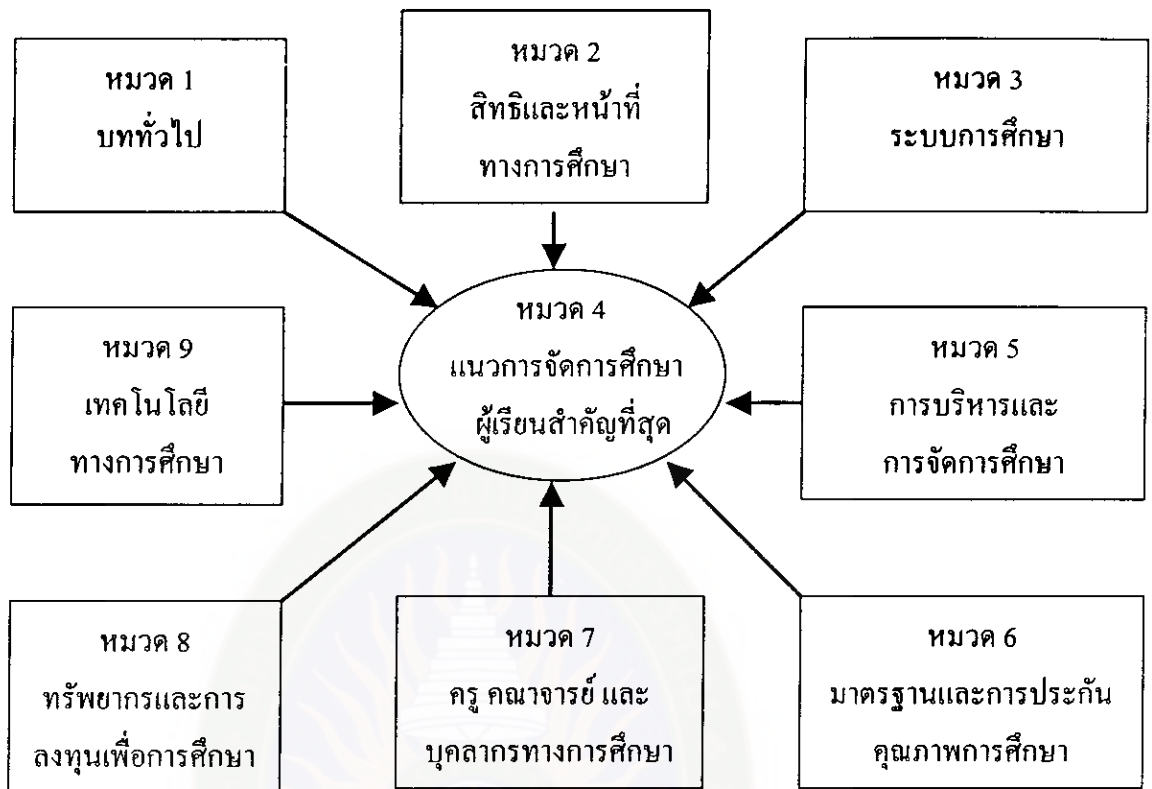 หมวด 1
บททั่วไป
หมวด 2
สิทธิและหน้าที่
ทางการศึกษา
หมวด 3
ระบบการศึกษา
หมวด 9
เทคโนโลยี
ทางการศึกษา
หมวด 4
แนวการจัดการศึกษา
ผู้เรียนสำคัญที่สุด
หมวด 5
การบริหารและ
การจัดการศึกษา
หมวด 8
ทรัพยากรและการ
ลงทุนเพื่อการศึกษา
หมวด 7
ครู คณาจารย์ และ
บุคลากรทางการศึกษา
หมวด 6
มาตรฐานและการประกัน
คุณภาพการศึกษา